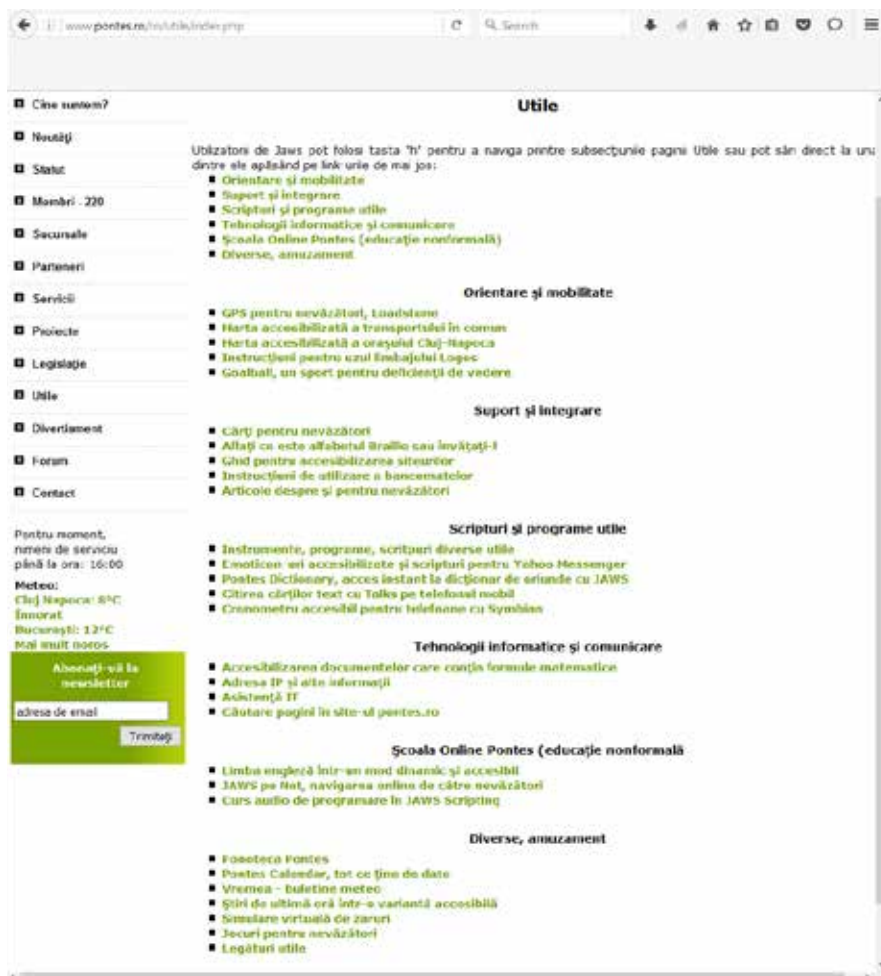 www.pontes.ro/ro/utile/index.php
Search
Cine suntem?
Noutăţi
Statut
Membri - 220
Sucursale
Parteneri
Servicii
Proiecte
Legislaţie
Utile
Divertisment
Forum
Contact
Pentru moment,
nimeni de serviciu
până la ora: 16:00
Meteo:
Cluj Napoca: 8°C
Înnorat
Bucureşti: 12°C
Mai mult noros
Abonaţi-vă la
newsletter
adresa de email
Trimiteţi
Utile
Utilizatorii de Jaws pot folosi tasta 'h' pentru a naviga printre subsecţiunile paginii Utile sau pot sări direct la una
dintre ele apăsând pe link-urile de mai jos:
Orientare şi mobilitate
Suport şi integrare
Scripturi şi programe utile
Tehnologii informatice şi comunicare
Şcoala Online Pontes (educaţie nonformală)
Diverse, amuzament
Orientare şi mobilitate
GPS pentru nevăzători, Loadstone
Harta accesibilizată a transportului în comun
Harta accesibilizată a oraşului Cluj-Napoca
Instrucţiuni pentru uzul limbajului Logos
Goalball, un sport pentru deficienţii de vedere
Suport şi integrare
Cărţi pentru nevăzători
Aflaţi ce este alfabetul Braille sau învăţaţi-l
Ghid pentru accesibilizarea siteurilor
Instrucţiuni de utilizare a bancomatelor
Articole despre şi pentru nevăzători
Scripturi şi programe utile
Instrumente, programe, scripturi diverse utile
Emoticon-uri accesibilizate şi scripturi pentru Yahoo Messenger
Pontes Dictionary, acces instant la dicţionar de oriunde cu JAWS
Citirea cărţilor text cu Talks pe telefonul mobil
Cronometru accesibil pentru telefoane cu Symbian
Tehnologii informatice şi comunicare
Accesibilizarea documentelor care conţin formule matematice
Adresa IP şi alte informaţii
Asistenţă IT
Căutare pagini în site-ul pontes.ro
Şcoala Online Pontes (educaţie nonformală
Limba engleză într-un mod dinamic şi accesibil
JAWS pe Net, navigarea online de către nevăzători
Curs audio de programare în JAWS Scripting
Diverse, amuzament
Fonoteca Pontes
Pontes Calendar, tot ce ţine de date
Vremea - buletine meteo
Ştiri de ultimă oră într-o variantă accesibilă
Simulare virtuală de zaruri
Jocuri pentru nevăzători
Legături utile